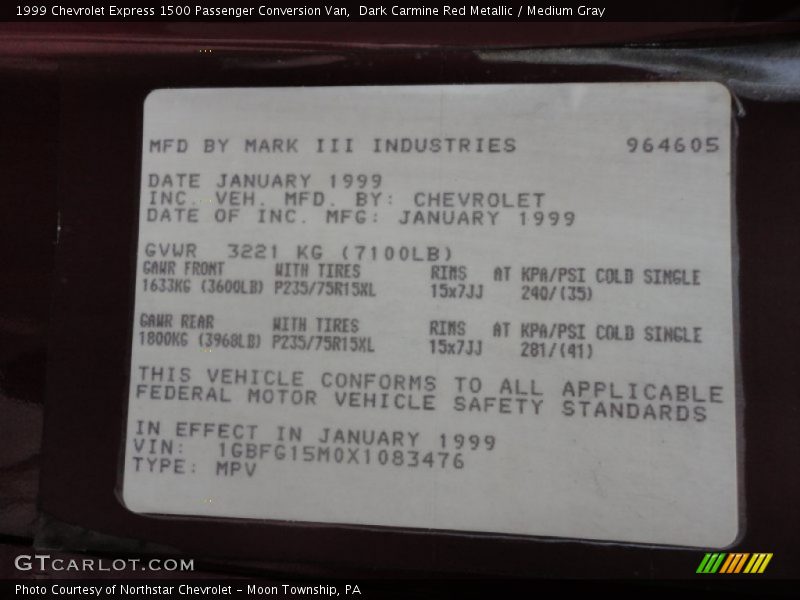 1999 Chevrolet Express 1500 Passenger Conversion Van,  Dark Carmine Red Metallic / Medium Gray
MFD BY MARK III INDUSTRIES 964605
DATE JANUARY 1999
INC. VEH. MFD. BY: CHEVROLET
DATE OF INC. MFG: JANUARY 1999
GVWR 3221 KG (7100LB)
GAWR FRONT WITH TIRES RIMS AT KPA/PSI COLD SINGLE
1633KG (3600LB) P235/75R15XL 15x7JJ 240/(35)
GAWR REAR WITH TIRES RIMS AT KPA/PSI COLD SINGLE
1800KG (3968LB) P235/75R15XL 15x7JJ 281/(41)
THIS VEHICLE CONFORMS TO ALL APPLICABLE
FEDERAL MOTOR VEHICLE SAFETY STANDARDS
IN EFFECT IN JANUARY 1999
VIN: 1GBFG15M0X1083476
TYPE: MPV
GTCARLOT.COM
Photo Courtesy of Northstar Chevrolet - Moon Township, PA